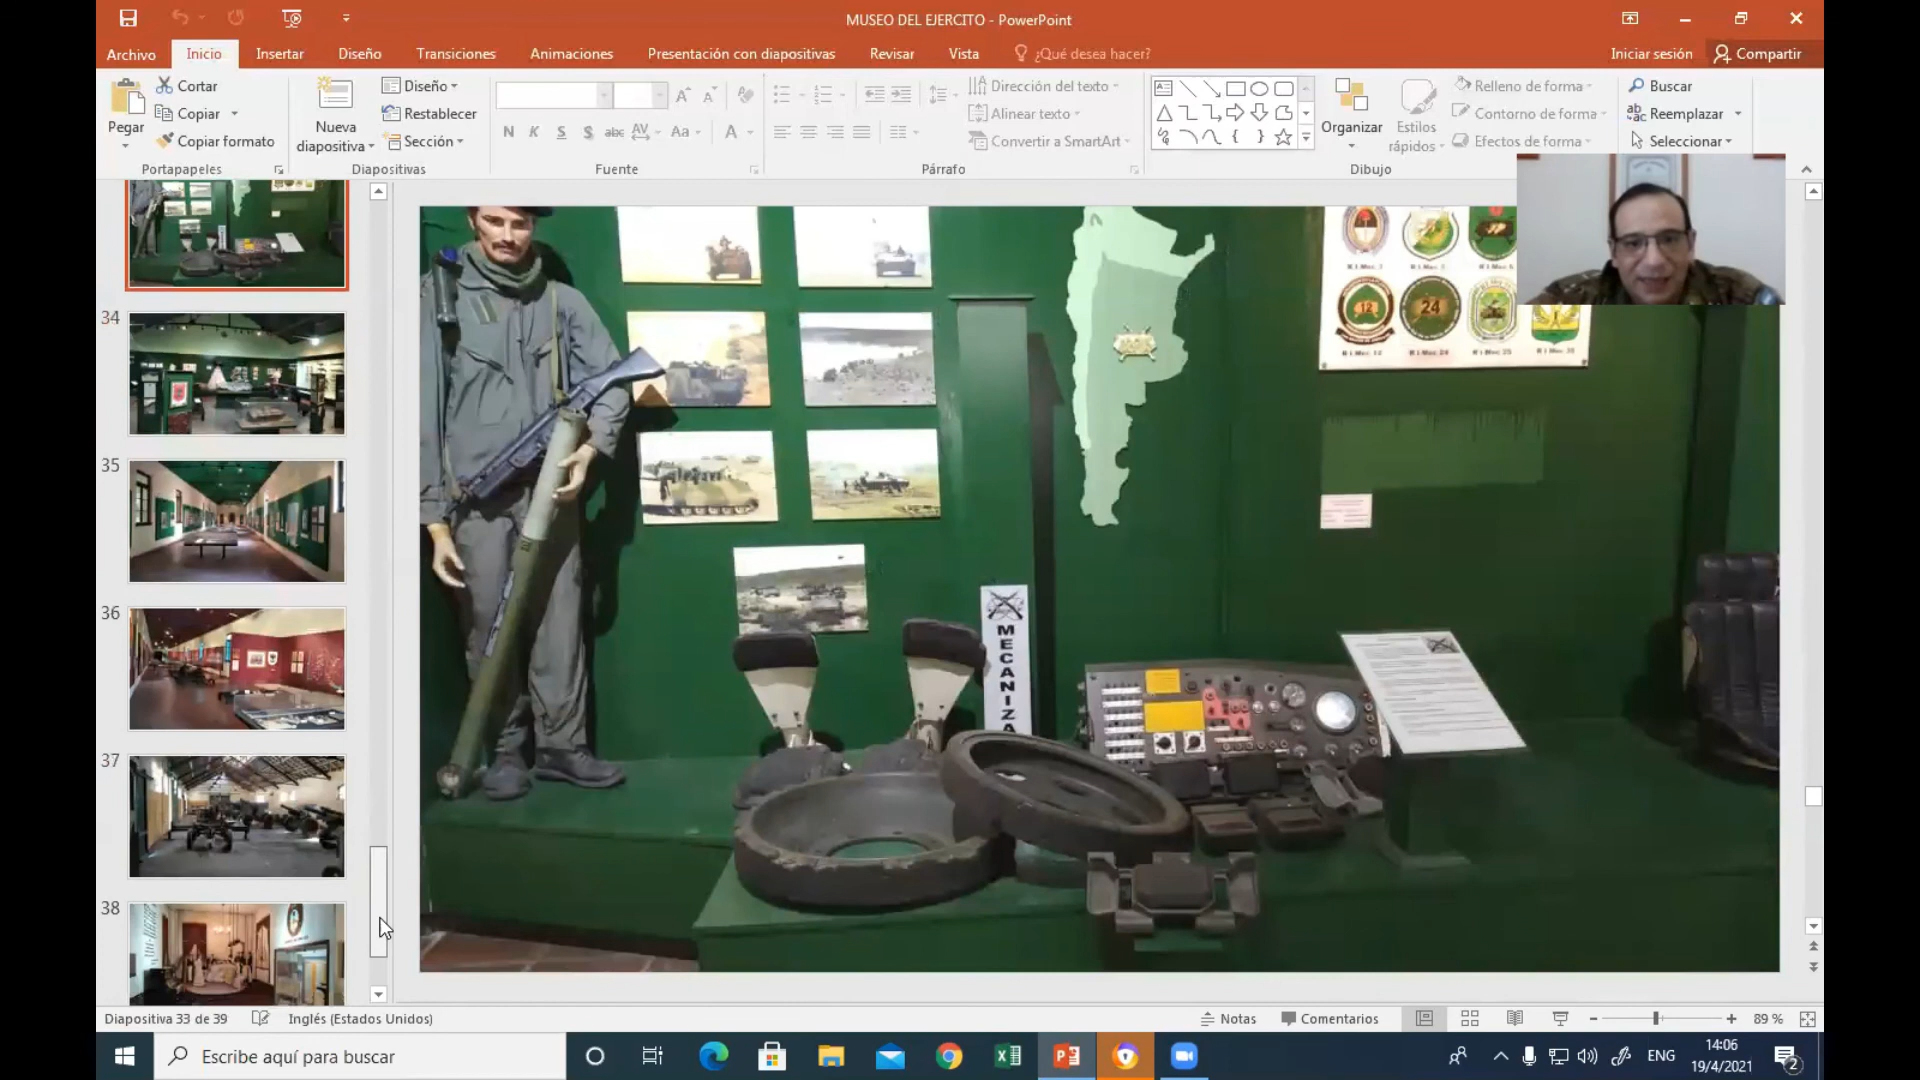 MUSEO DEL EJERCITO - PowerPoint
Archivo Inicio Insertar Diseño Transiciones Animaciones Presentación con diapositivas Revisar Vista ¿Qué desea hacer? Iniciar sesión Compartir
Pegar
Cortar
Copiar
Copiar formato
Portapapeles
Nueva diapositiva
Diseño
Restablecer
Sección
Diapositivas
N K S S abc AV Aa A
Fuente
Dirección del texto
Alinear texto
Convertir a SmartArt
Párrafo
Organizar
Estilos rápidos
Relleno de forma
Contorno de forma
Efectos de forma
Dibujo
Buscar
Reemplazar
Seleccionar
34
35
36
37
38
12
24
MECANIZA
Diapositiva 33 de 39 Inglés (Estados Unidos) Notas Comentarios 89 %
Escribe aquí para buscar
ENG
14:06
19/4/2021
2